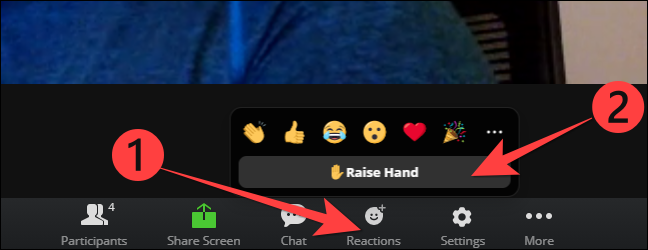 2
1
Raise Hand
4
Participants
Share Screen
Chat
Reactions
Settings
More